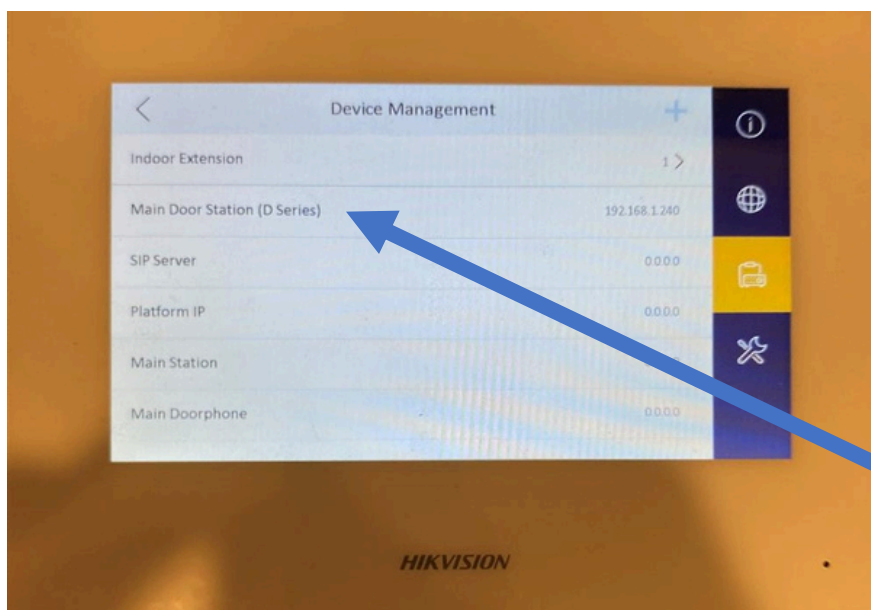 Device Management
Indoor Extension 1
Main Door Station (D Series) 192.168.1.240
SIP Server 0.0.0.0
Platform IP 0.0.0.0
Main Station
Main Doorphone 0.0.0.0
HIKVISION